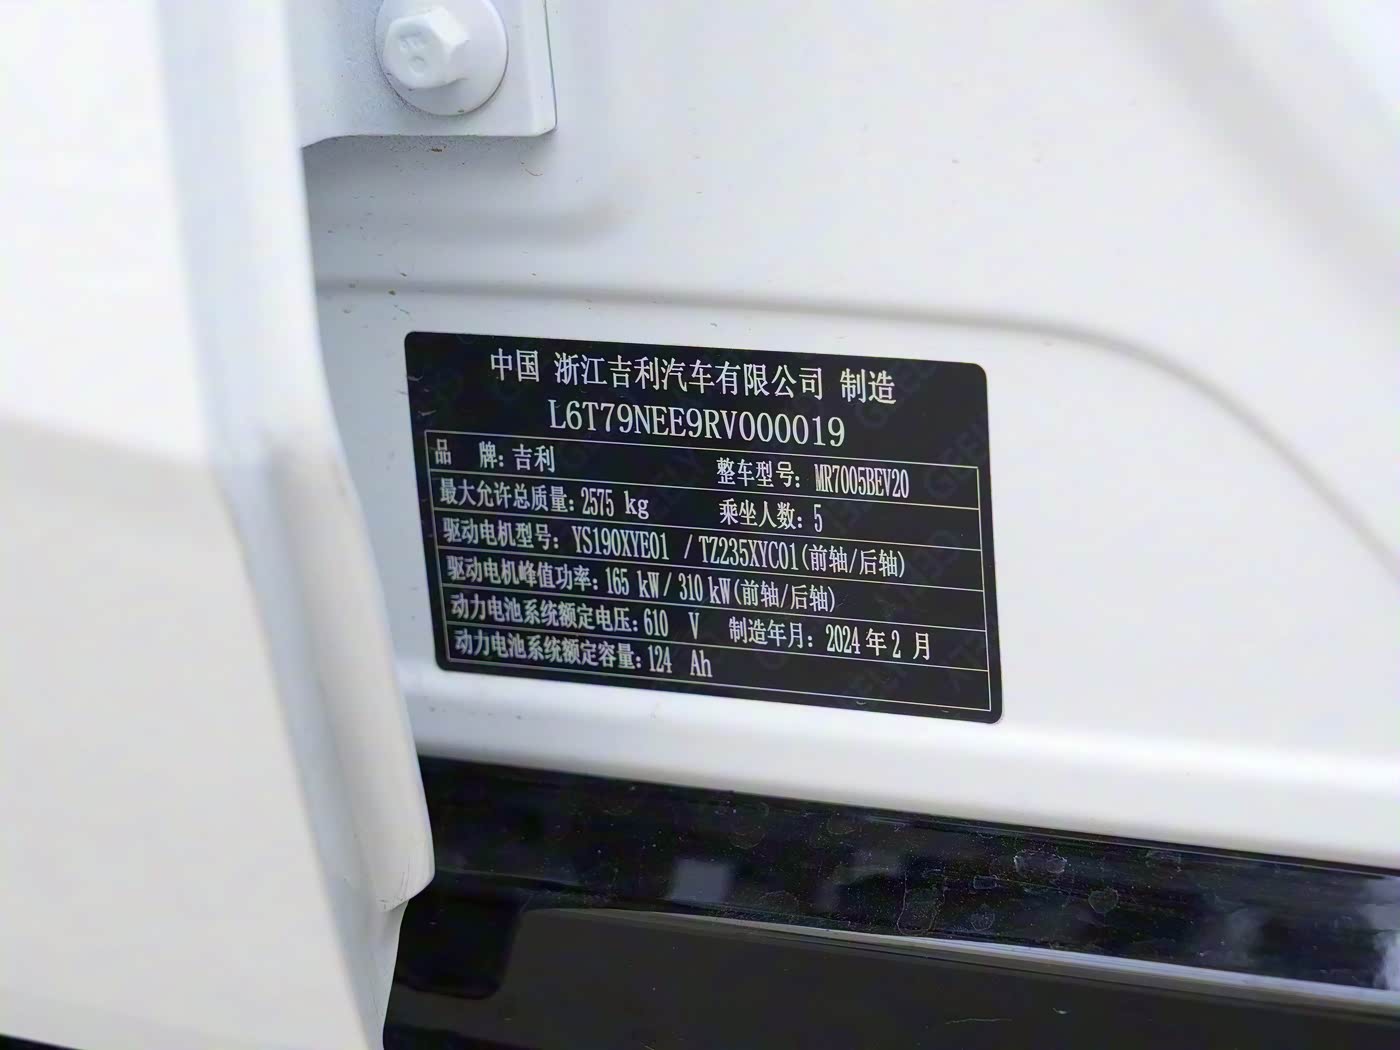 中国 浙江吉利汽车有限公司 制造
L6T79NEE9RV000019
品 牌: 吉利 整车型号: MR7005BEV20
最大允许总质量: 2575 kg 乘坐人数: 5
驱动电机型号: YS190XYE01 / TZ235XYC01(前轴/后轴)
驱动电机峰值功率: 165 kW/ 310 kW(前轴/后轴)
动力电池系统额定电压: 610 V 制造年月: 2024 年 2 月
动力电池系统额定容量: 124 Ah